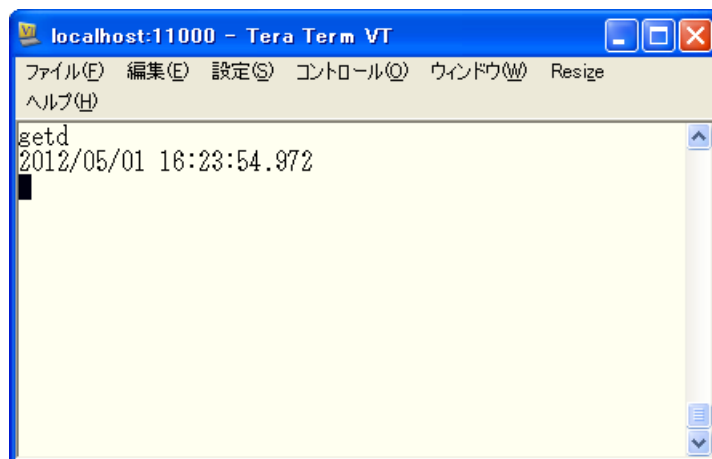 localhost:11000 - Tera Term VT
ファイル(F) 編集(E) 設定(S) コントロール(O) ウィンドウ(W) Resize
ヘルプ(H)
getd
2012/05/01 16:23:54.972